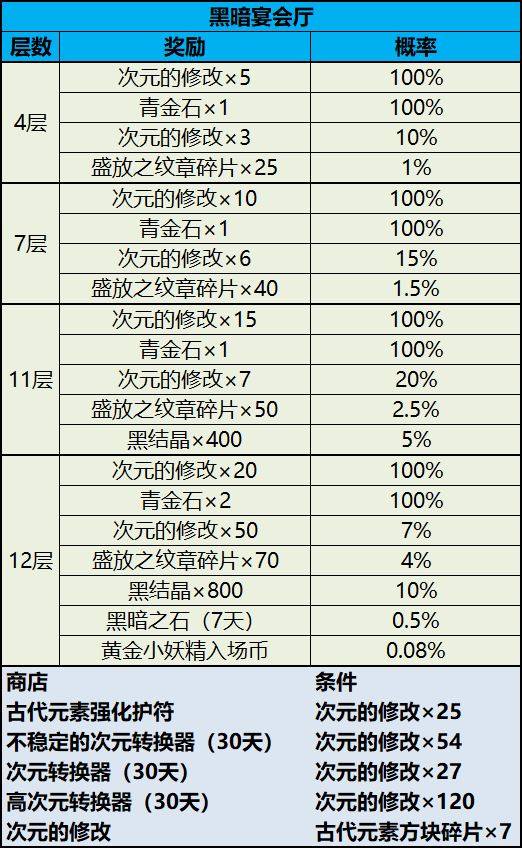 黑暗宴会厅
层数 奖励 概率
4层
次元的修改×5 100%
青金石×1 100%
次元的修改×3 10%
盛放之纹章碎片×25 1%
7层
次元的修改×10 100%
青金石×1 100%
次元的修改×6 15%
盛放之纹章碎片×40 1.5%
11层
次元的修改×15 100%
青金石×1 100%
次元的修改×7 20%
盛放之纹章碎片×50 2.5%
黑结晶×400 5%
12层
次元的修改×20 100%
青金石×2 100%
次元的修改×50 7%
盛放之纹章碎片×70 4%
黑结晶×800 10%
黑暗之石（7天） 0.5%
黄金小妖精入场币 0.08%
商店 条件
古代元素强化护符 次元的修改×25
不稳定的次元转换器（30天） 次元的修改×54
次元转换器（30天） 次元的修改×27
高次元转换器（30天） 次元的修改×120
次元的修改 古代元素方块碎片×7